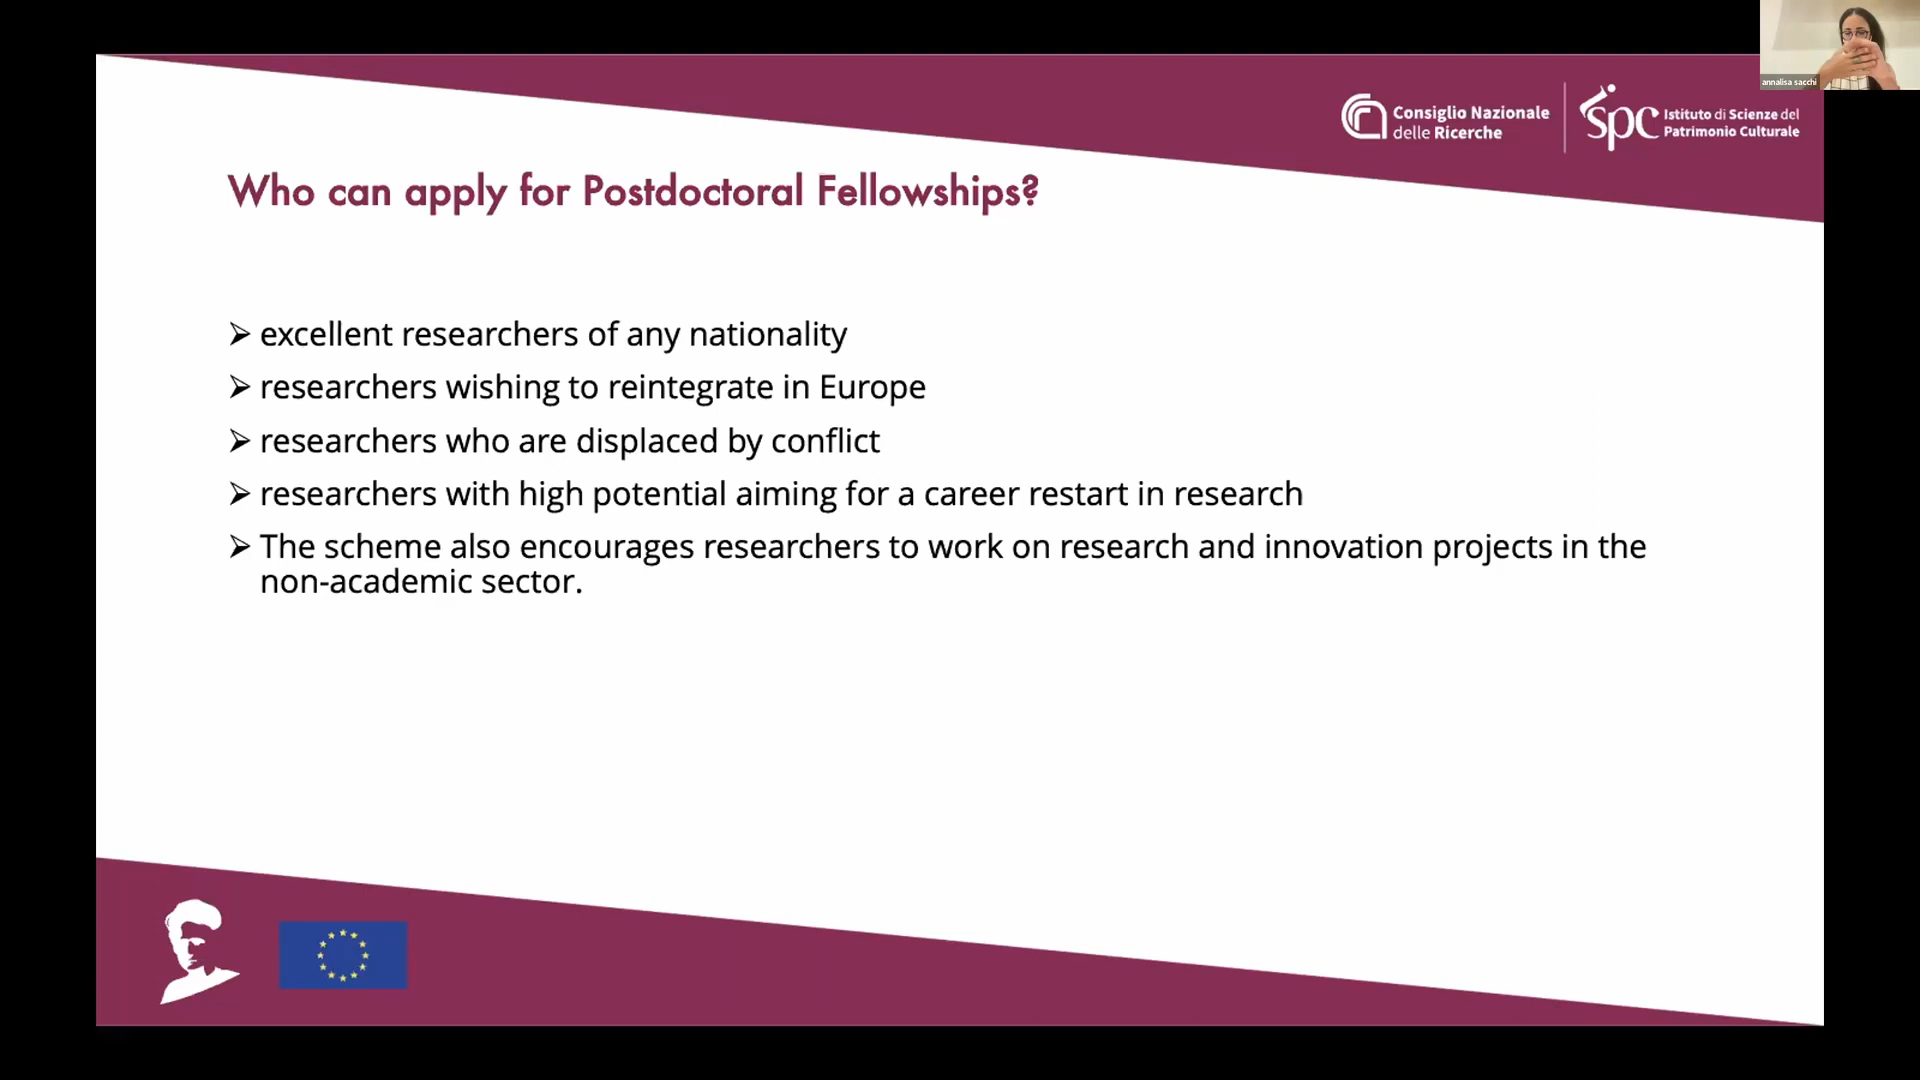 annalisa sacchi
Consiglio Nazionale
delle Ricerche
spc
Istituto di Scienze del
Patrimonio Culturale
Who can apply for Postdoctoral Fellowships?
➢ excellent researchers of any nationality
➢ researchers wishing to reintegrate in Europe
➢ researchers who are displaced by conflict
➢ researchers with high potential aiming for a career restart in research
➢ The scheme also encourages researchers to work on research and innovation projects in the
non-academic sector.